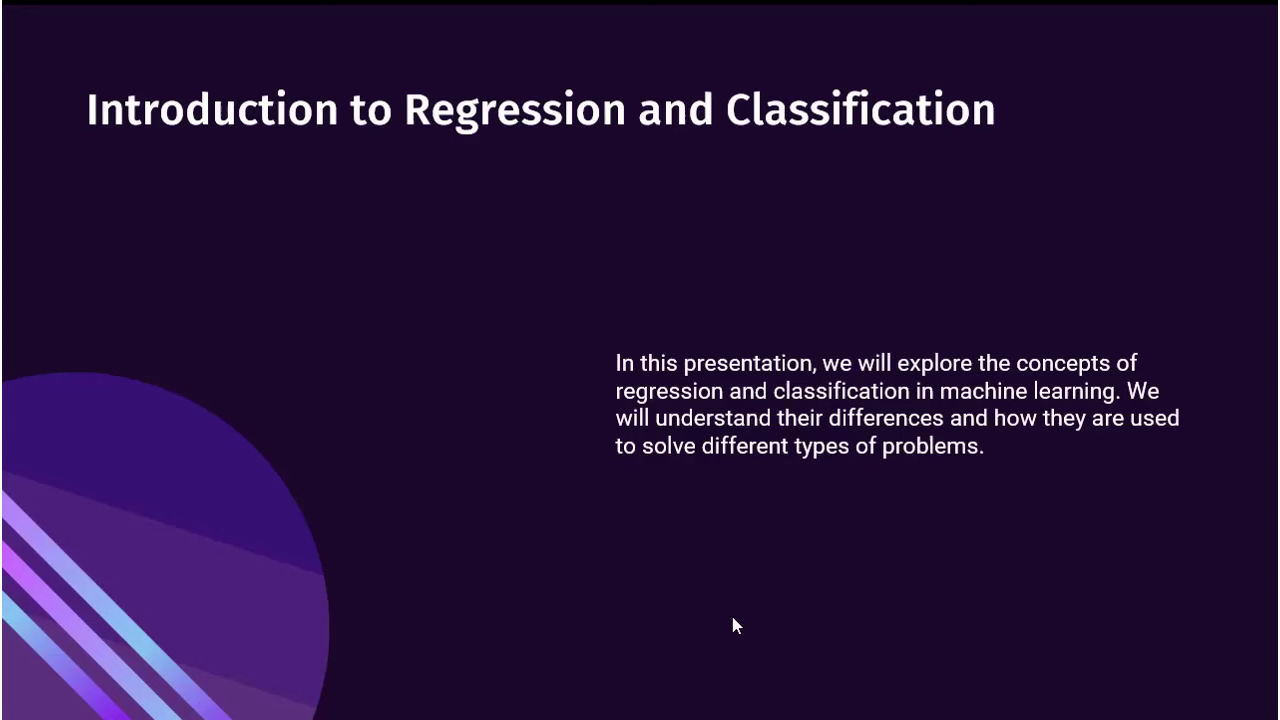 Introduction to Regression and Classification
In this presentation, we will explore the concepts of
regression and classification in machine learning. We
will understand their differences and how they are used
to solve different types of problems.